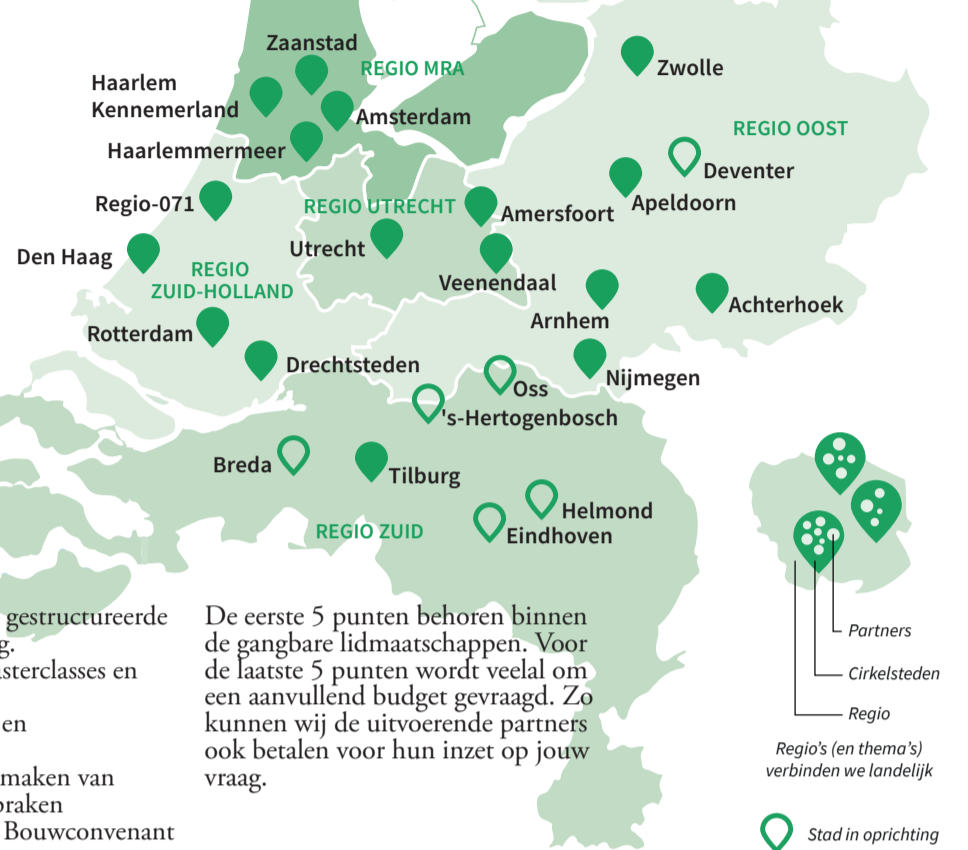 Zaanstad
REGIO MRA
Haarlem
Kennemerland
Amsterdam
Haarlemmermeer
Zwolle
REGIO OOST
Deventer
Apeldoorn
Regio-071
REGIO UTRECHT
Amersfoort
Utrecht
Den Haag
REGIO
ZUID-HOLLAND
Veenendaal
Achterhoek
Arnhem
Rotterdam
Drechtsteden
Nijmegen
Oss
's-Hertogenbosch
Breda
Tilburg
Helmond
Eindhoven
REGIO ZUID
gestructureerde
g.
asterclasses en
en
maken van
praken
Bouwconvenant
De eerste 5 punten behoren binnen
de gangbare lidmaatschappen. Voor
de laatste 5 punten wordt veelal om
een aanvullend budget gevraagd. Zo
kunnen wij de uitvoerende partners
ook betalen voor hun inzet op jouw
vraag.
Partners
Cirkelsteden
Regio
Regio's (en thema's)
verbinden we landelijk
Stad in oprichting